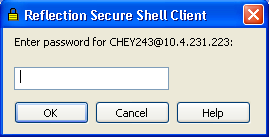 Reflection Secure Shell Client
Enter password for CHEY243@10.4.231.223:
OK Cancel Help